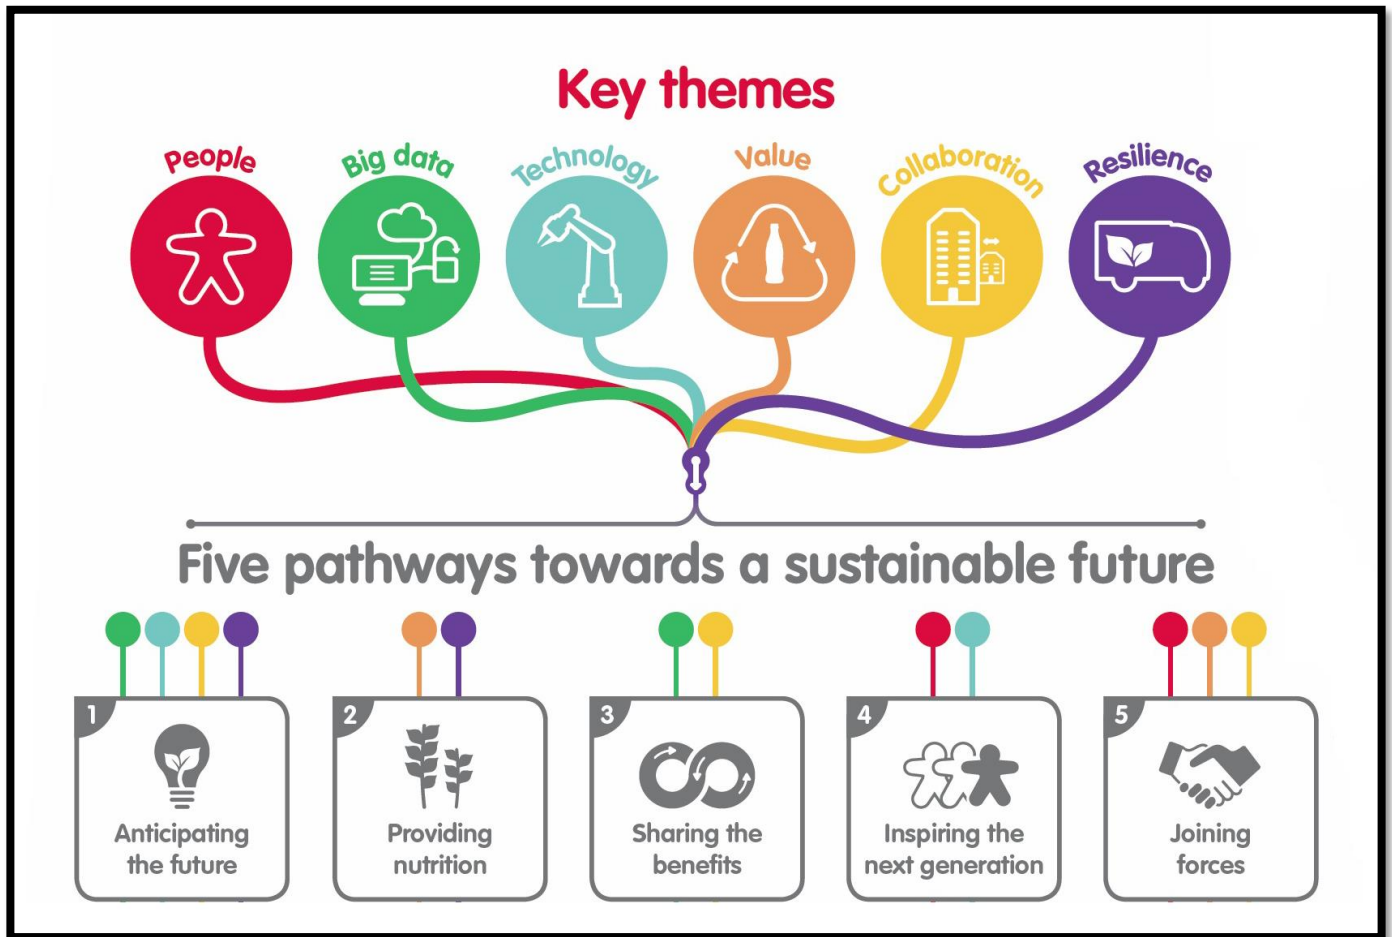 Key themes
People
Big data
Technology
Value
Collaboration
Resilience
Five pathways towards a sustainable future
1
Anticipating
the future
2
Providing
nutrition
3
Sharing the
benefits
4
Inspiring the
next generation
5
Joining
forces